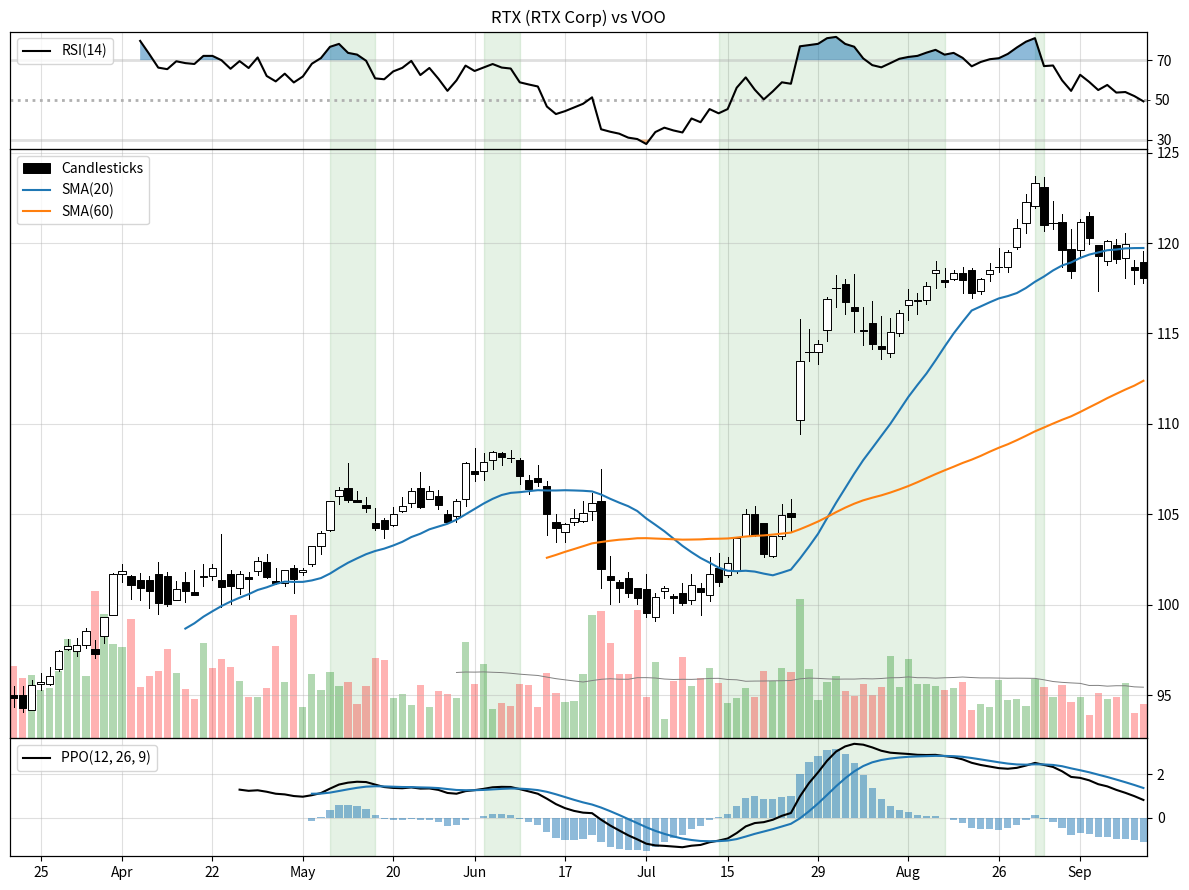 RTX (RTX Corp) vs VOO
RSI(14)
70
50
30
125
Candlesticks
SMA(20)
SMA(60)
120
115
110
105
100
95
PPO(12, 26, 9)
2
0
25 Apr 22 May 20 Jun 17 Jul 15 29 Aug 26 Sep